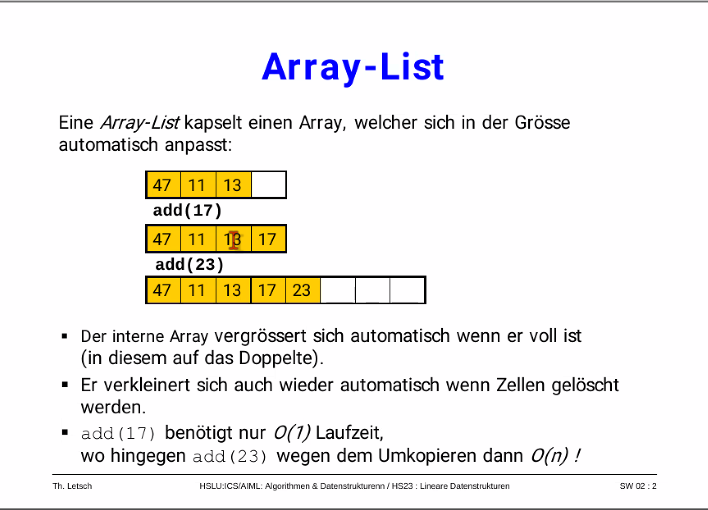 Array-List
Eine Array-List kapselt einen Array, welcher sich in der Grösse
automatisch anpasst:
47 11 13
add(17)
47 11 13 17
add(23)
47 11 13 17 23
▪ Der interne Array vergrössert sich automatisch wenn er voll ist
(in diesem auf das Doppelte).
▪ Er verkleinert sich auch wieder automatisch wenn Zellen gelöscht
werden.
▪ add(17) benötigt nur O(1) Laufzeit,
wo hingegen add(23) wegen dem Umkopieren dann O(n) !
Th. Letsch HSLU:ICS/AIML: Algorithmen & Datenstrukturenn / HS23 : Lineare Datenstrukturen SW 02 : 2